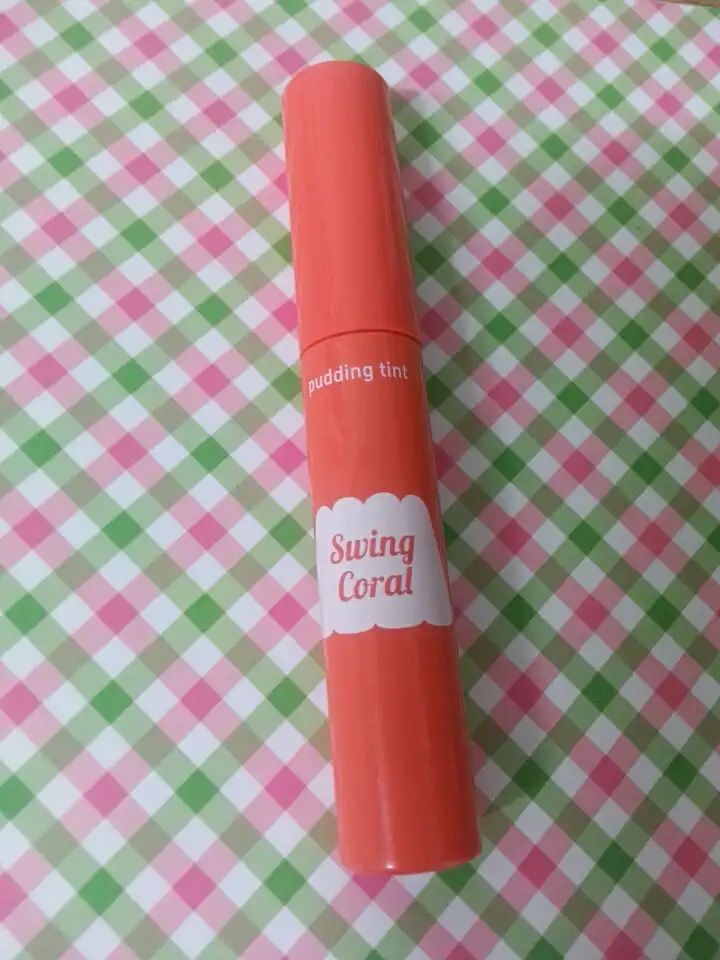 pudding tint
Swing
Coral